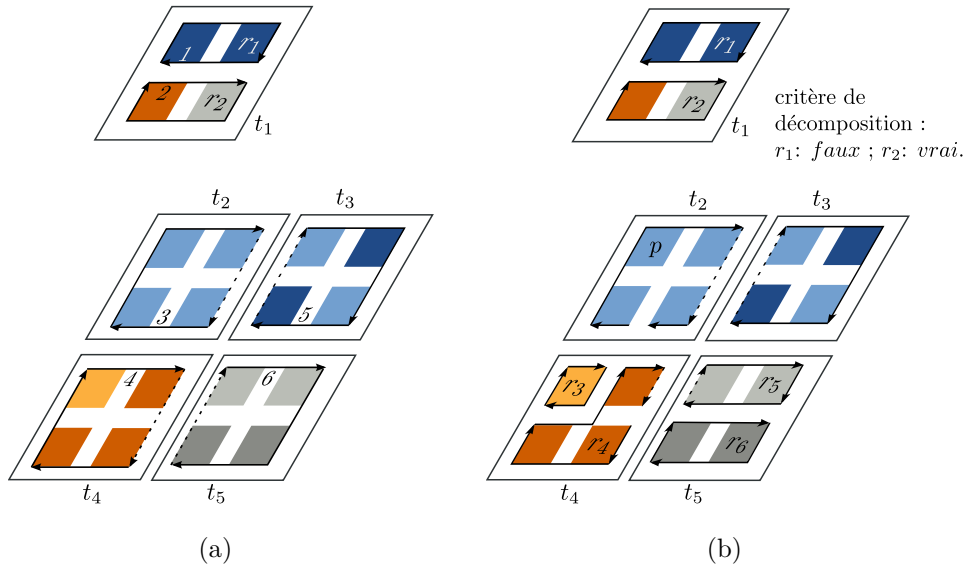 1
r₁
2
r₂
t₁
t₂
t₃
3
5
4
6
t₄
t₅
(a)
r₁
r₂
t₁
critère de
décomposition :
r₁: faux ; r₂: vrai.
t₂
t₃
p
r₃
r₅
r₄
r₆
t₄
t₅
(b)